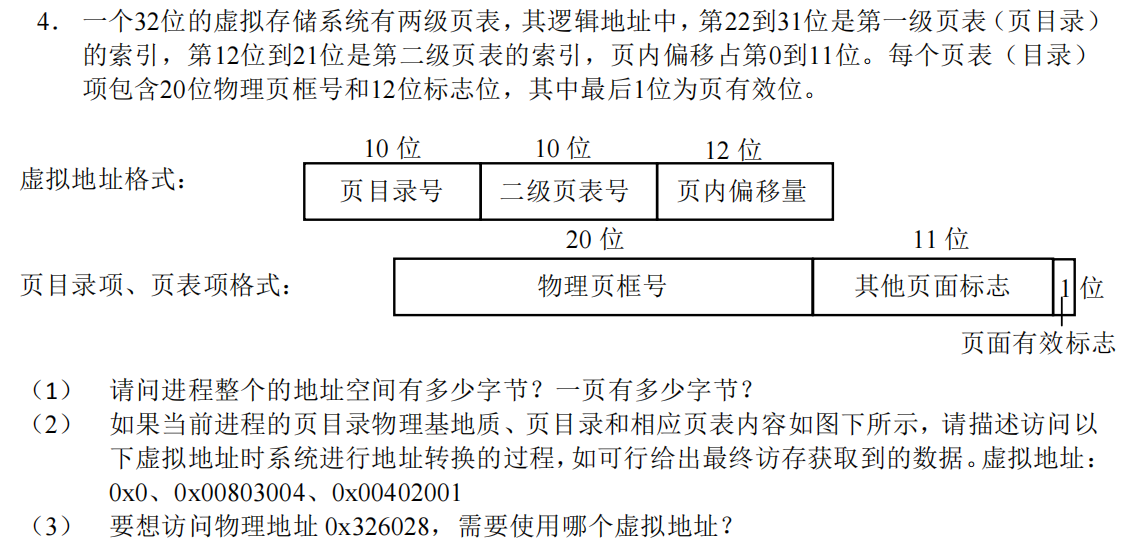 4. 一个32位的虚拟存储系统有两级页表，其逻辑地址中，第22到31位是第一级页表（页目录）
的索引，第12位到21位是第二级页表的索引，页内偏移占第0到11位。每个页表（目录）
项包含20位物理页框号和12位标志位，其中最后1位为页有效位。
10 位 10 位 12 位
虚拟地址格式： 页目录号 二级页表号 页内偏移量
20 位 11 位
页目录项、页表项格式： 物理页框号 其他页面标志 1 位
页面有效标志
（1） 请问进程整个的地址空间有多少字节？一页有多少字节？
（2） 如果当前进程的页目录物理基地质、页目录和相应页表内容如图下所示，请描述访问以
下虚拟地址时系统进行地址转换的过程，如可行给出最终访存获取到的数据。虚拟地址：
0x0、0x00803004、0x00402001
（3） 要想访问物理地址 0x326028，需要使用哪个虚拟地址？